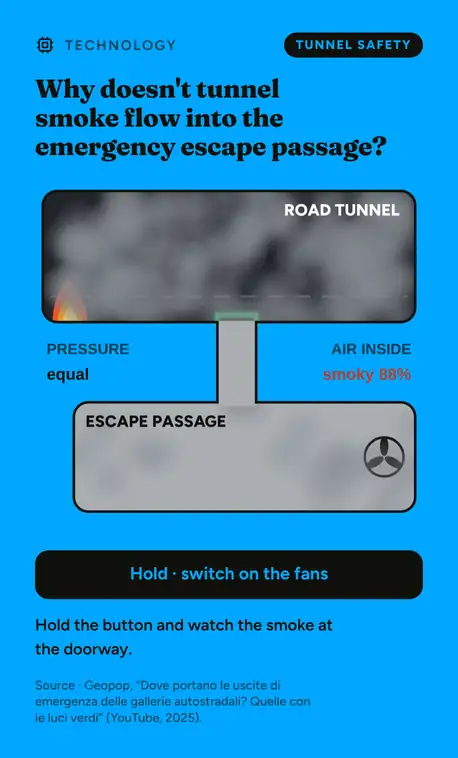 TECHNOLOGY
TUNNEL SAFETY
Why doesn't tunnel
smoke flow into the
emergency escape passage?
ROAD TUNNEL
PRESSURE
AIR INSIDE
equal
smoky 88%
ESCAPE PASSAGE
Hold · switch on the fans
Hold the button and watch the smoke at
the doorway.
Source · Geopop, “Dove portano le uscite di
emergenza delle gallerie autostradali? Quelle con
le luci verdi” (YouTube, 2025).